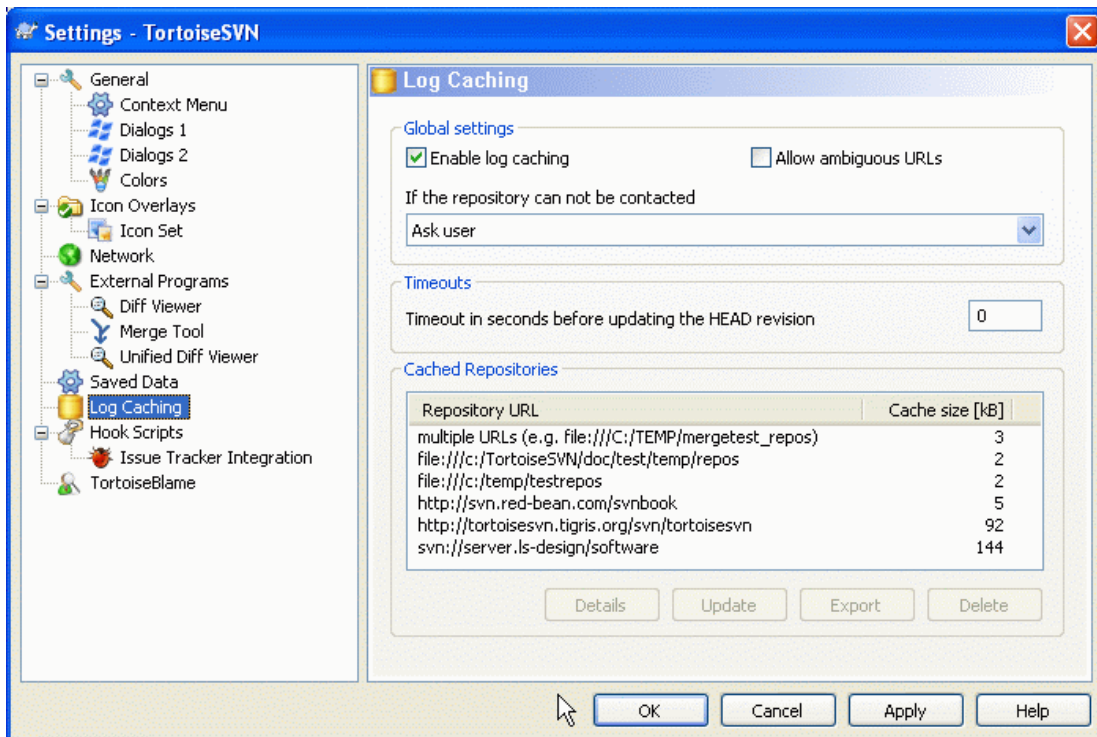 Settings - TortoiseSVN
General
Context Menu
Dialogs 1
Dialogs 2
Colors
Icon Overlays
Icon Set
Network
External Programs
Diff Viewer
Merge Tool
Unified Diff Viewer
Saved Data
Log Caching
Hook Scripts
Issue Tracker Integration
TortoiseBlame
Log Caching
Global settings
Enable log caching Allow ambiguous URLs
If the repository can not be contacted
Ask user
Timeouts
Timeout in seconds before updating the HEAD revision 0
Cached Repositories
Repository URL Cache size [kB]
multiple URLs (e.g. file:///C:/TEMP/mergetest_repos) 3
file:///c:/TortoiseSVN/doc/test/temp/repos 2
file:///c:/temp/testrepos 2
http://svn.red-bean.com/svnbook 5
http://tortoisesvn.tigris.org/svn/tortoisesvn 92
svn://server.ls-design/software 144
Details Update Export Delete
OK Cancel Apply Help